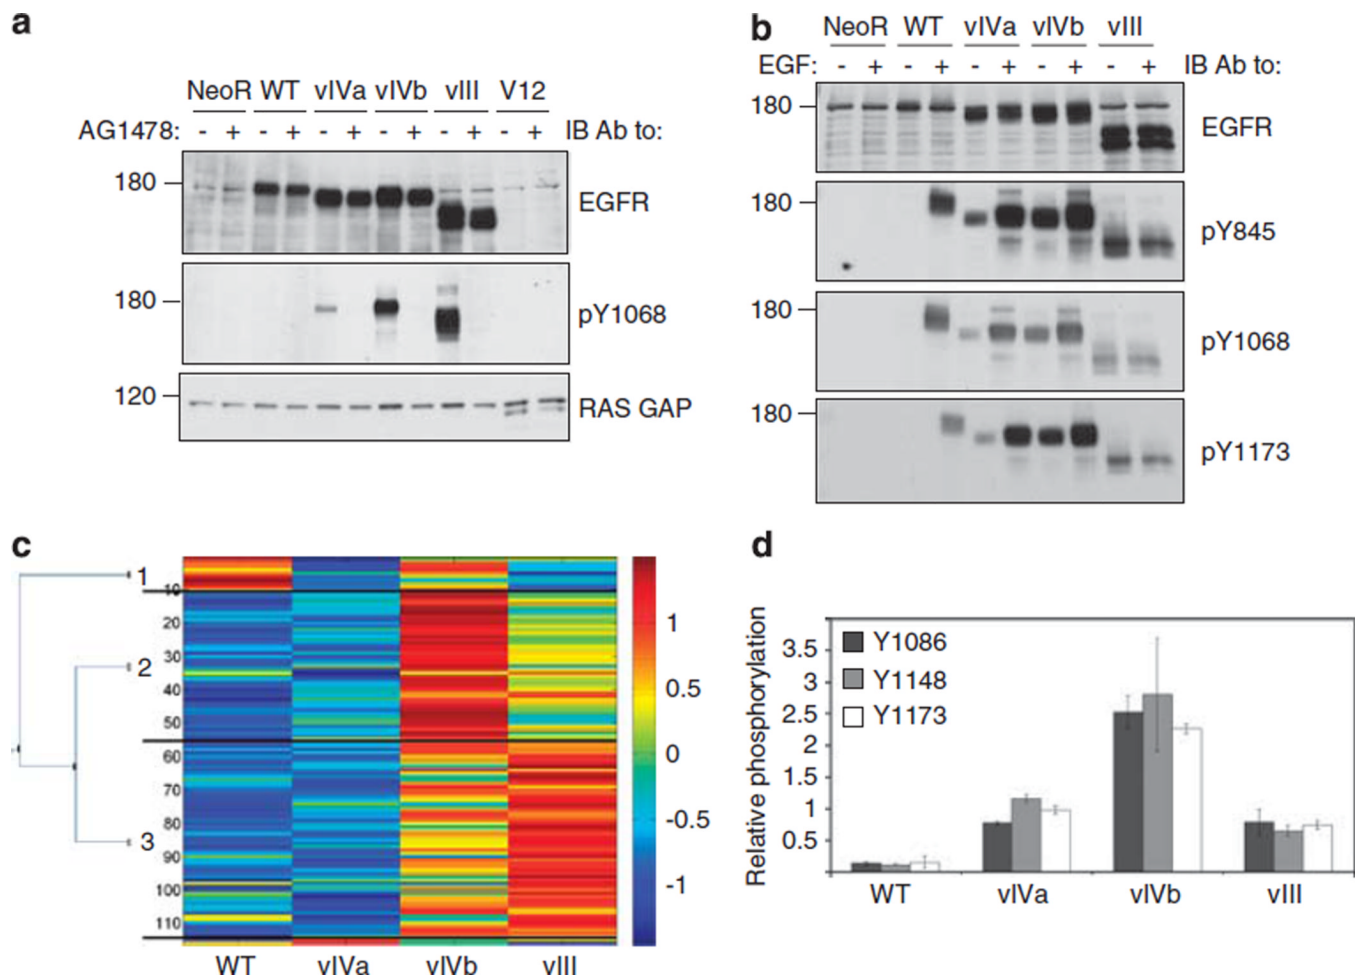 a
NeoR WT vIVa vIVb vIII V12
AG1478: - + - + - + - + - + - + IB Ab to:
180
EGFR
180
pY1068
120
RAS GAP
b
NeoR WT vIVa vIVb vIII
EGF: - + - + - + - + - + IB Ab to:
180
EGFR
180
pY845
180
pY1068
180
pY1173
c
1
2
3
10
20
30
40
50
60
70
80
90
100
110
WT vIVa vIVb vIII
1
0.5
0
-0.5
-1
d
Relative phosphorylation
3.5
3
2.5
2
1.5
1
0.5
Y1086
Y1148
Y1173
WT vIVa vIVb vIII